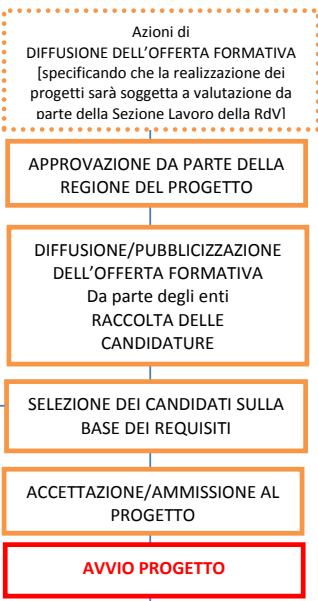 Azioni di
DIFFUSIONE DELL'OFFERTA FORMATIVA
[specificando che la realizzazione dei
progetti sarà soggetta a valutazione da
parte della Sezione Lavoro della RdV]
APPROVAZIONE DA PARTE DELLA
REGIONE DEL PROGETTO
DIFFUSIONE/PUBBLICIZZAZIONE
DELL'OFFERTA FORMATIVA
Da parte degli enti
RACCOLTA DELLE
CANDIDATURE
SELEZIONE DEI CANDIDATI SULLA
BASE DEI REQUISITI
ACCETTAZIONE/AMMISSIONE AL
PROGETTO
AVVIO PROGETTO